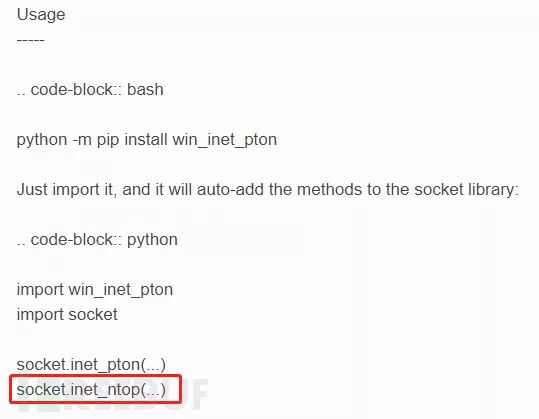 Usage
-----
.. code-block:: bash
python -m pip install win_inet_pton
Just import it, and it will auto-add the methods to the socket library:
.. code-block:: python
import win_inet_pton
import socket
socket.inet_pton(...)
socket.inet_ntop(...)